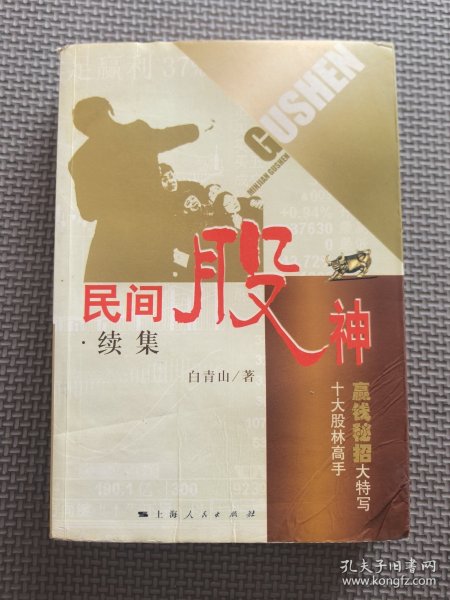 GUSHEN
MINJIAN GUSHEN
民间股神
·续集
白青山/著
十大股林高手
赢钱秘招大特写
上海人民出版社
孔夫子旧书网
www.kongfz.com